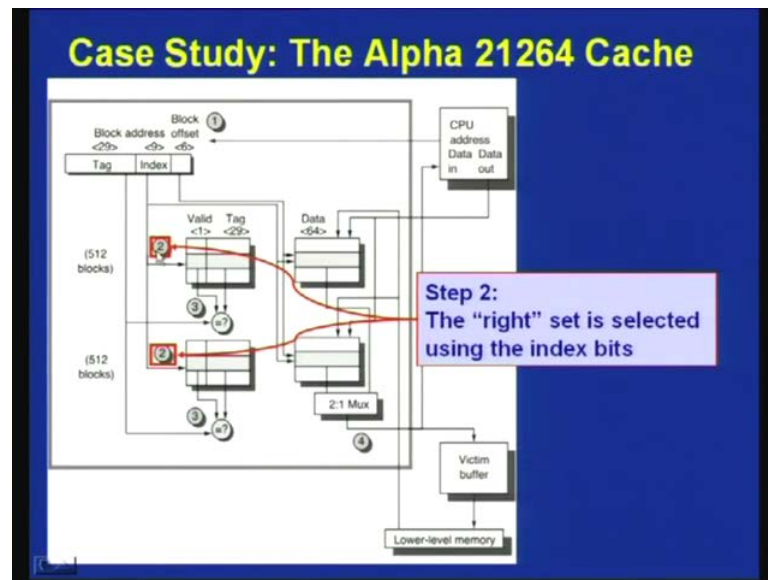 Case Study: The Alpha 21264 Cache
Block
Block address offset
<29> <9> <6>
Tag Index
1
CPU
address
Data Data
in out
Valid Tag
<1> <29>
Data
<64>
(512
blocks)
2
3
=?
Step 2:
The “right” set is selected
using the index bits
(512
blocks)
2
3
=?
2:1 Mux
4
Victim
buffer
Lower-level memory